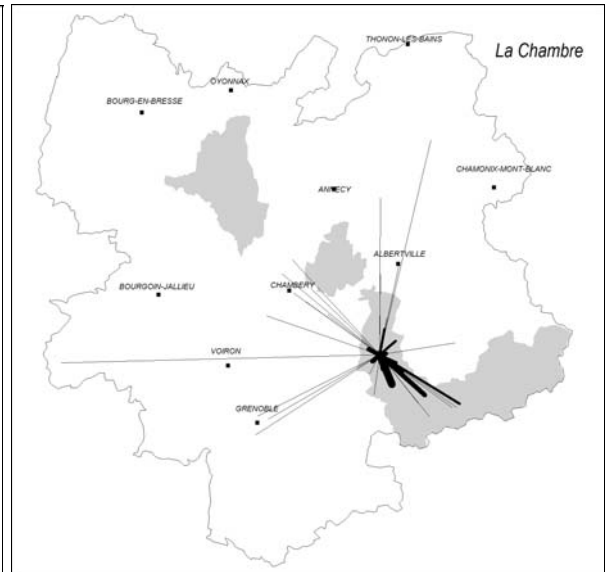 THONON-LES-BAINS
La Chambre
OYONNAX
BOURG-EN-BRESSE
CHAMONIX-MONT-BLANC
ANNECY
ALBERTVILLE
BOURGOIN-JALLIEU
CHAMBERY
VOIRON
GRENOBLE